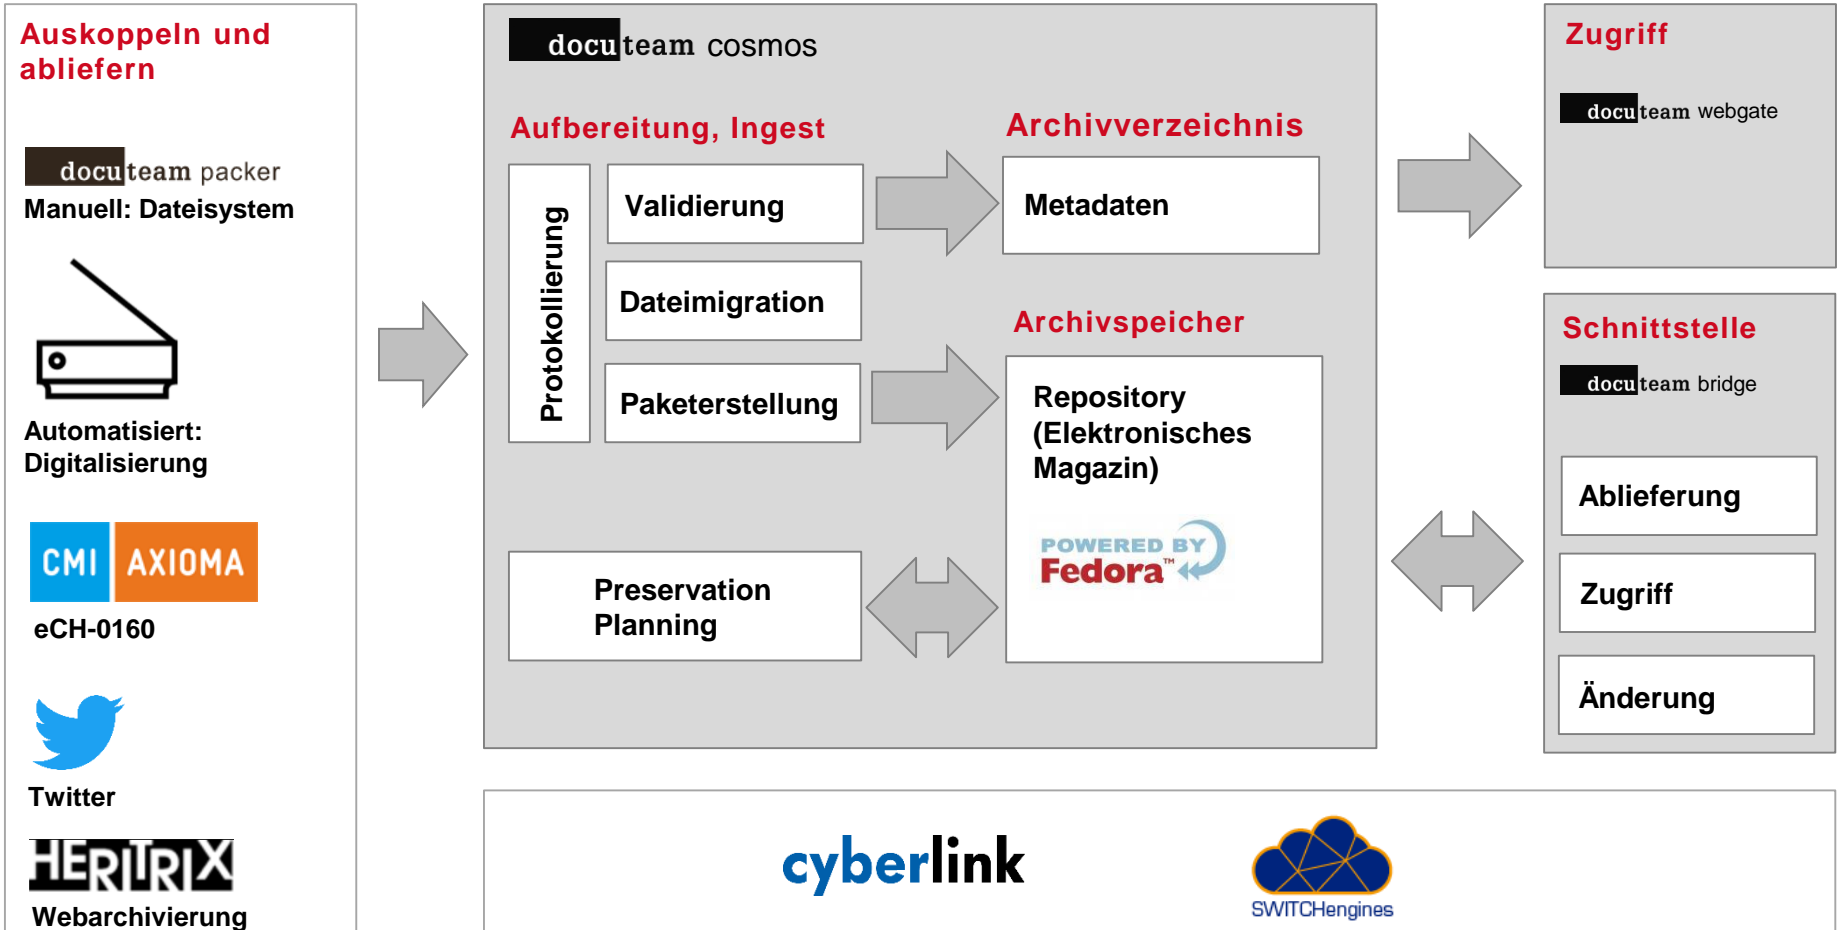 Auskoppeln und
abliefern
docuteam packer
Manuell: Dateisystem
Automatisiert:
Digitalisierung
CMI AXIOMA
eCH-0160
Twitter
HERITRIX
Webarchivierung
docuteam cosmos
Aufbereitung, Ingest
Protokollierung
Validierung
Dateimigration
Paketerstellung
Preservation
Planning
Archivverzeichnis
Metadaten
Archivspeicher
Repository
(Elektronisches
Magazin)
POWERED BY
Fedora™
Zugriff
docuteam webgate
Schnittstelle
docuteam bridge
Ablieferung
Zugriff
Änderung
cyberlink
SWITCHengines